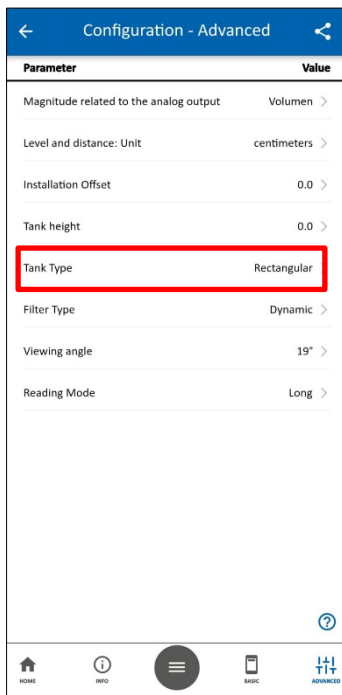 Configuration - Advanced
Parameter Value
Magnitude related to the analog output Volumen
Level and distance: Unit centimeters
Installation Offset 0.0
Tank height 0.0
Tank Type Rectangular
Filter Type Dynamic
Viewing angle 19°
Reading Mode Long
HOME INFO BASIC ADVANCED